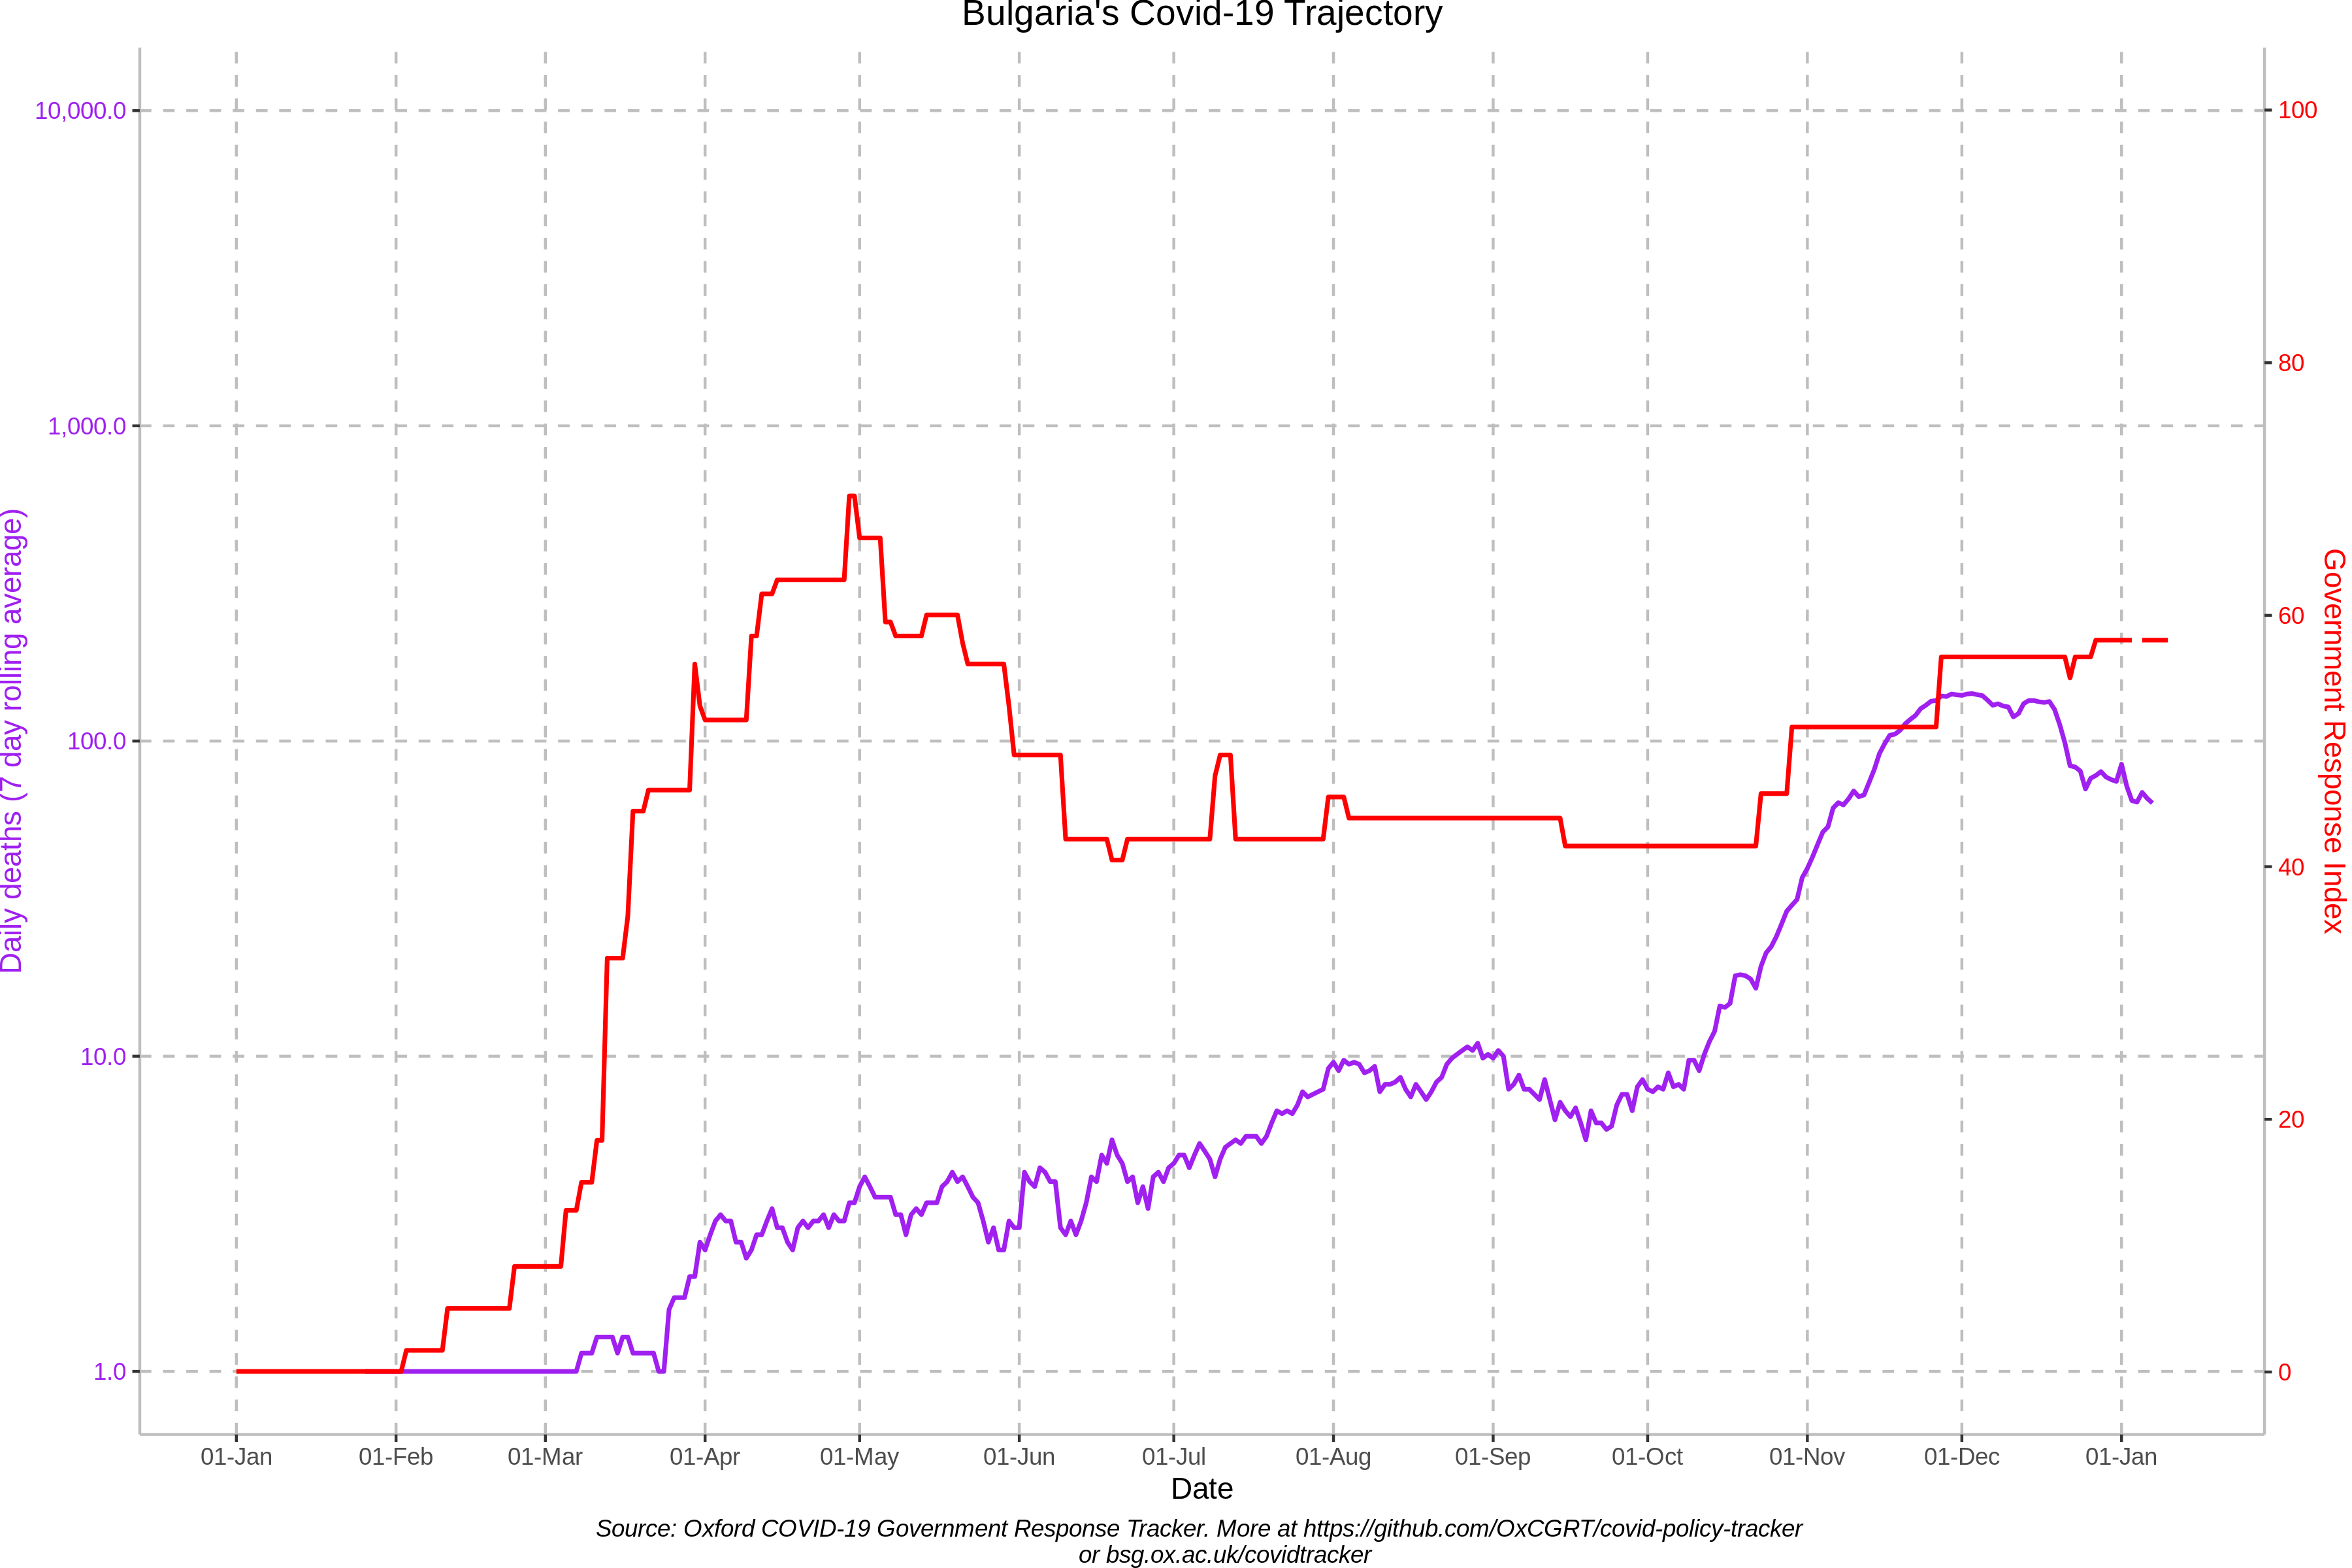 Bulgaria's Covid-19 Trajectory
10,000.0
1,000.0
100.0
10.0
1.0
Daily deaths (7 day rolling average)
100
80
60
40
20
0
Government Response Index
01-Jan 01-Feb 01-Mar 01-Apr 01-May 01-Jun 01-Jul 01-Aug 01-Sep 01-Oct 01-Nov 01-Dec 01-Jan
Date
Source: Oxford COVID-19 Government Response Tracker. More at https://github.com/OxCGRT/covid-policy-tracker
or bsg.ox.ac.uk/covidtracker